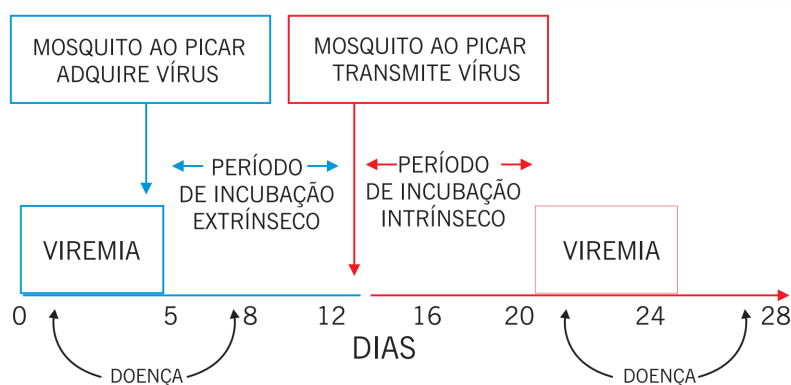 MOSQUITO AO PICAR
ADQUIRE VÍRUS
MOSQUITO AO PICAR
TRANSMITE VÍRUS
PERÍODO
DE INCUBAÇÃO
EXTRÍNSECO
PERÍODO
DE INCUBAÇÃO
INTRÍNSECO
VIREMIA
VIREMIA
0 5 8 12 16 20 24 28
DIAS
DOENÇA
DOENÇA